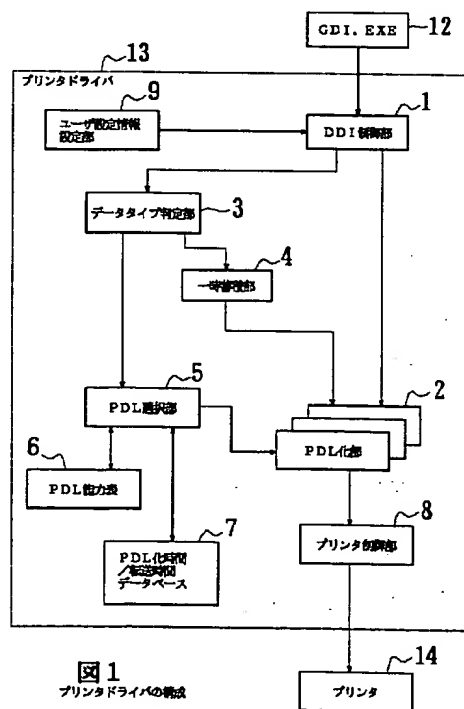 GDI.EXE
12
13
プリンタドライバ
9
ユーザ設定情報
設定部
1
DDI制御部
データタイプ判定部
3
4
一時蓄積部
5
PDL選択部
2
PDL化部
6
PDL能力表
7
PDL化時間
/転送時間
データベース
8
プリンタ制御部
図1
プリンタドライバの構成
14
プリンタ